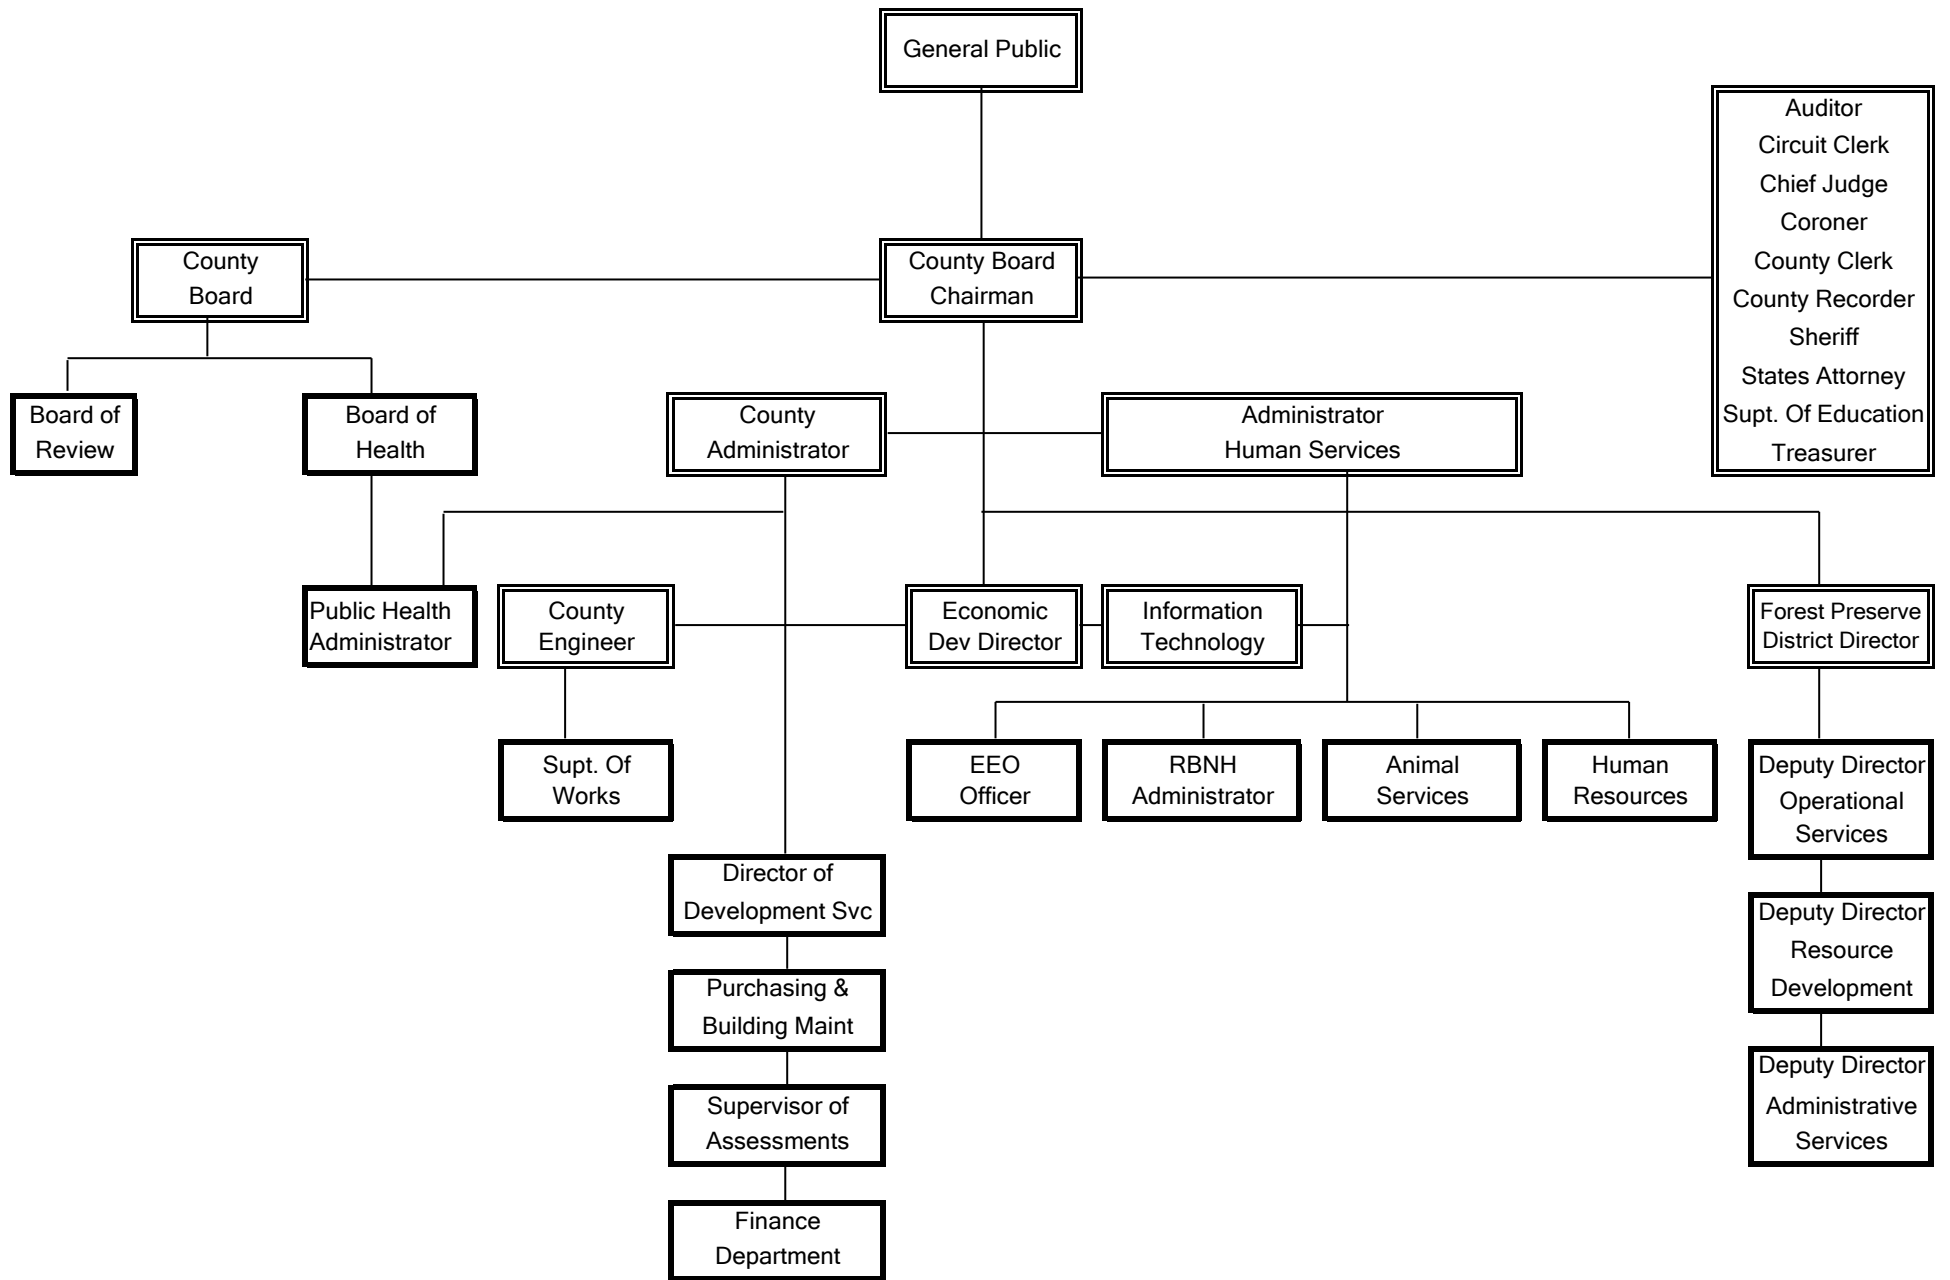 General Public
Auditor
Circuit Clerk
Chief Judge
Coroner
County Clerk
County Recorder
Sheriff
States Attorney
Supt. Of Education
Treasurer
County
Board
County Board
Chairman
Board of
Review
Board of
Health
County
Administrator
Administrator
Human Services
Public Health
Administrator
County
Engineer
Economic
Dev Director
Information
Technology
Forest Preserve
District Director
Supt. Of
Works
EEO
Officer
RBNH
Administrator
Animal
Services
Human
Resources
Deputy Director
Operational
Services
Director of
Development Svc
Deputy Director
Resource
Development
Purchasing &
Building Maint
Deputy Director
Administrative
Services
Supervisor of
Assessments
Finance
Department